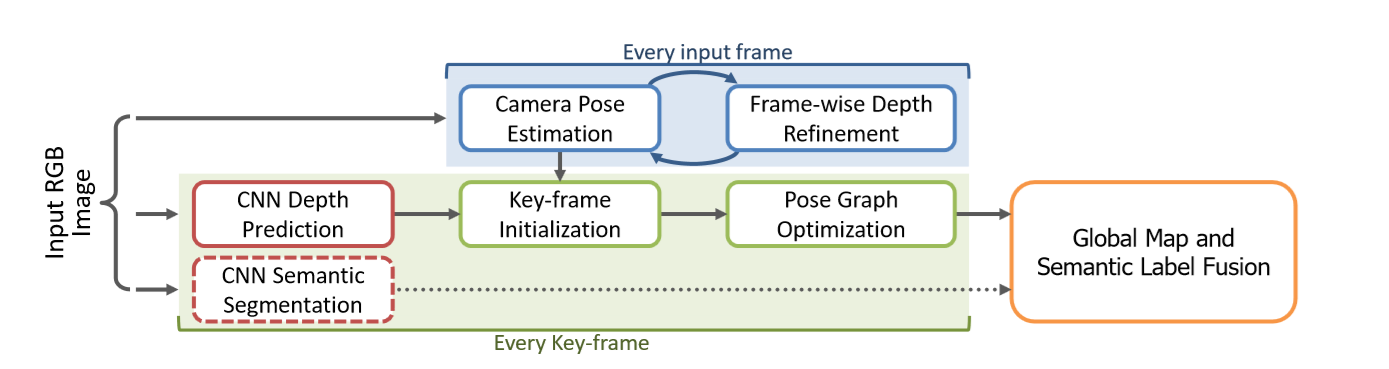 Every input frame
Camera Pose
Estimation
Frame-wise Depth
Refinement
Input RGB
Image
CNN Depth
Prediction
Key-frame
Initialization
Pose Graph
Optimization
Global Map and
Semantic Label Fusion
CNN Semantic
Segmentation
Every Key-frame